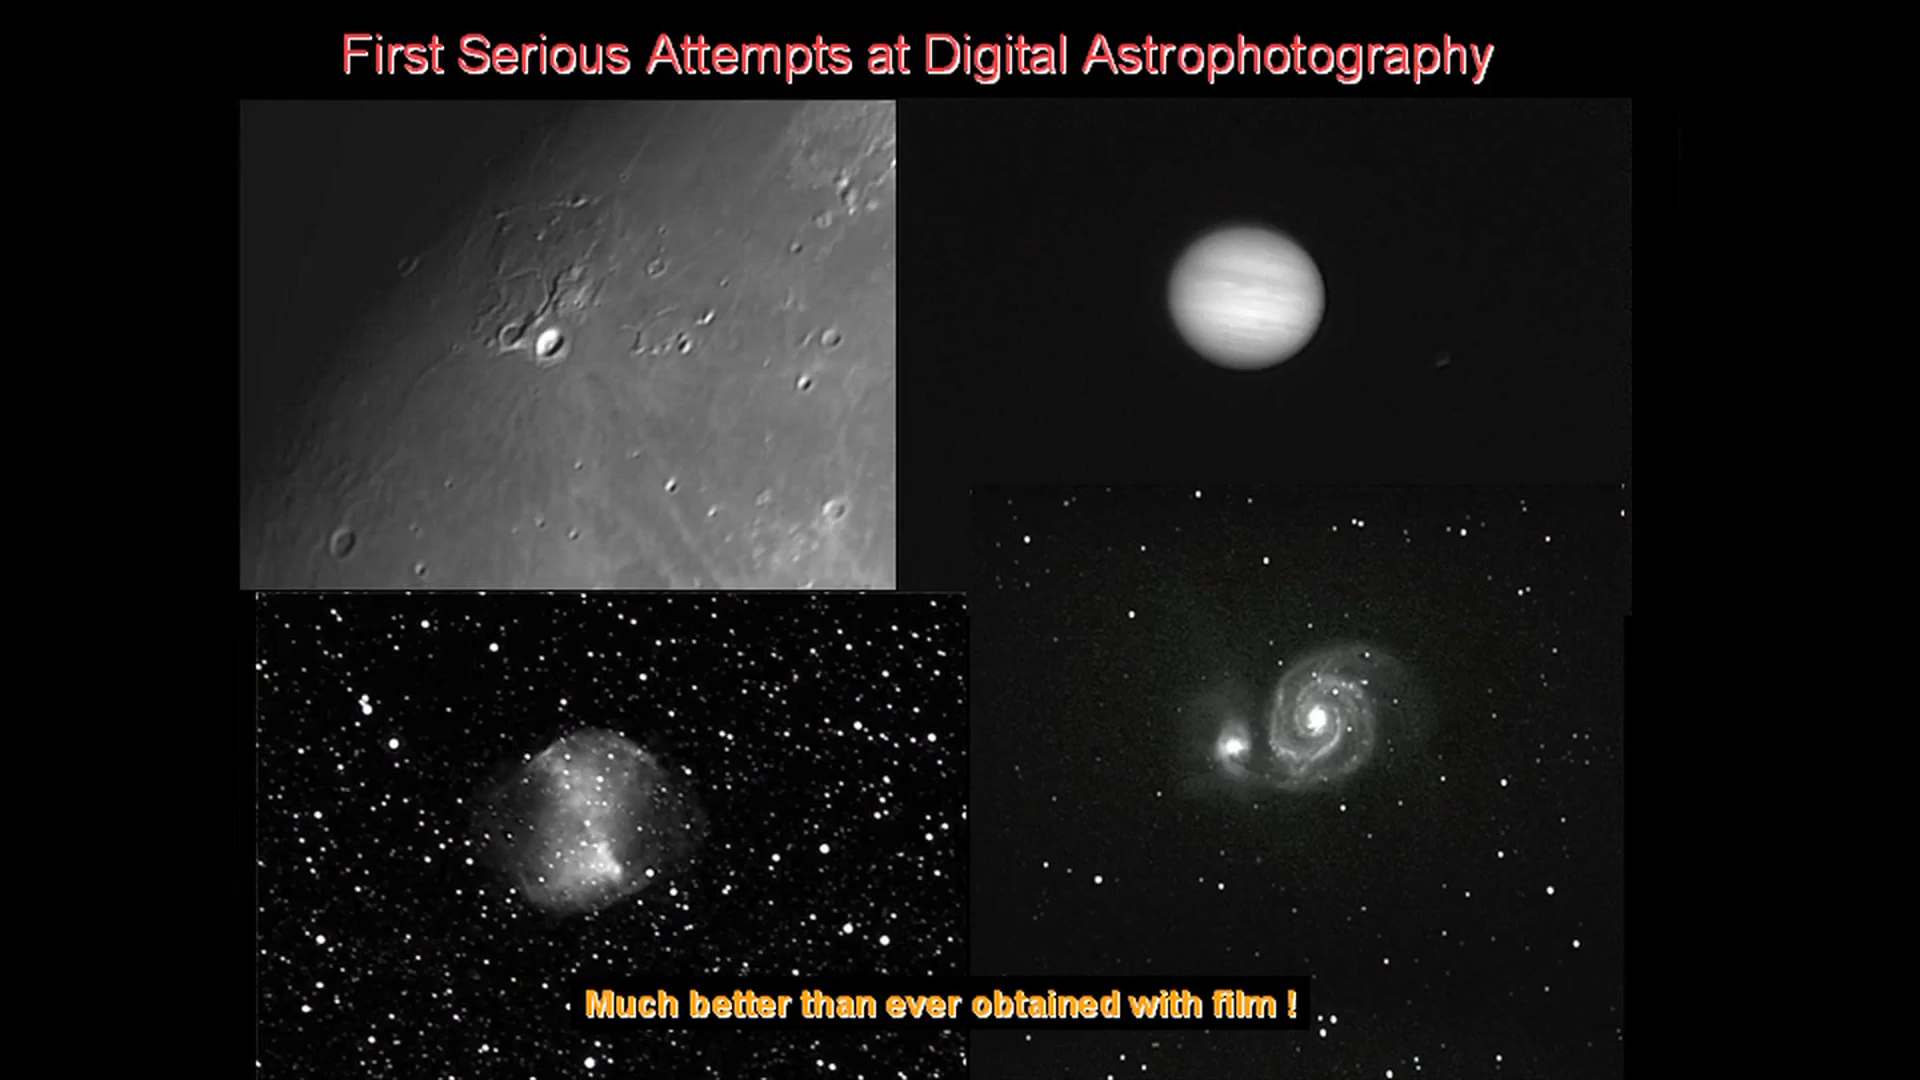 First Serious Attempts at Digital Astrophotography
Much better than ever obtained with film !